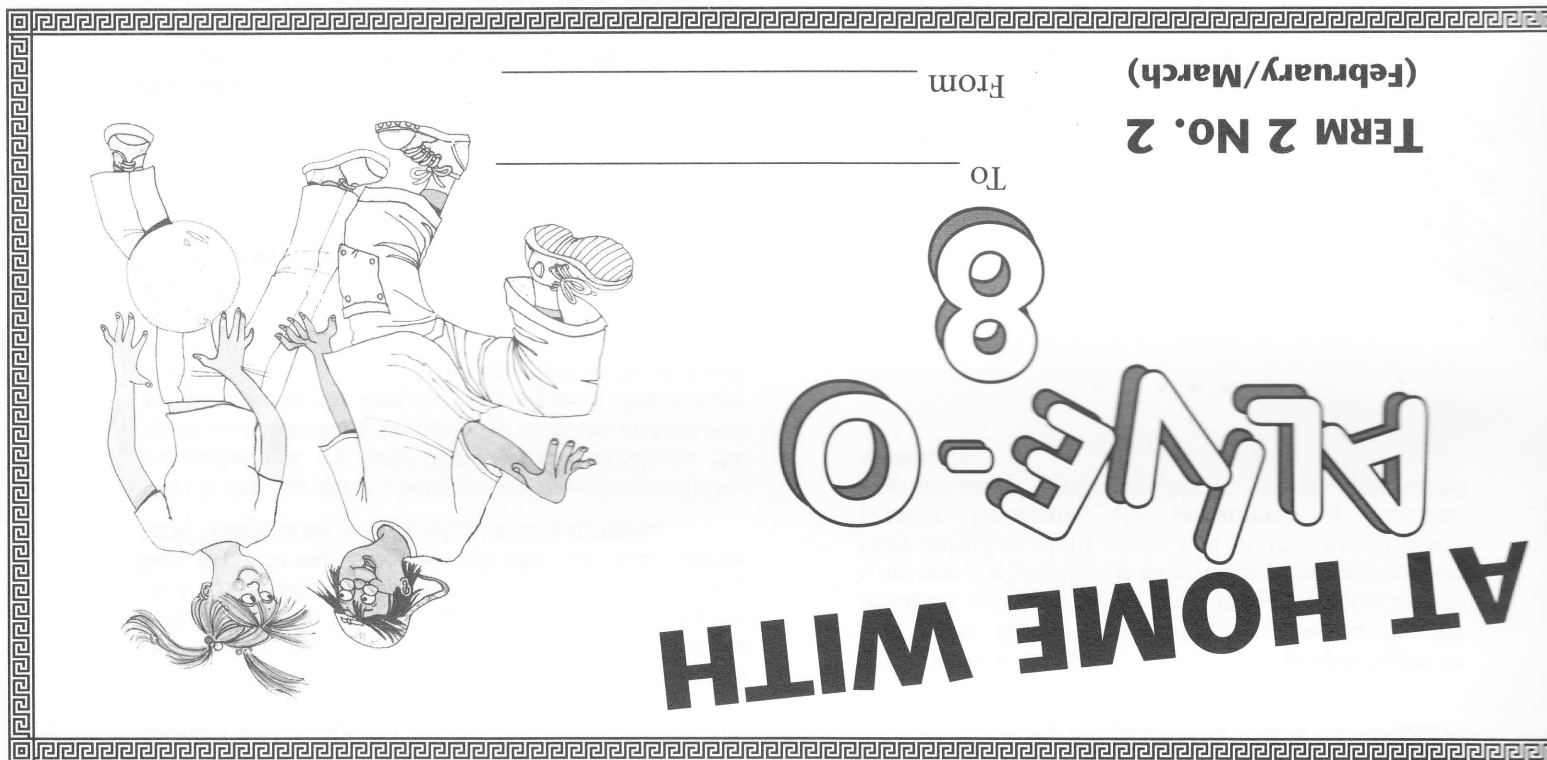 AT HOME WITH
ALIVE-O
8
To
From
TERM 2 No. 2
(February/March)